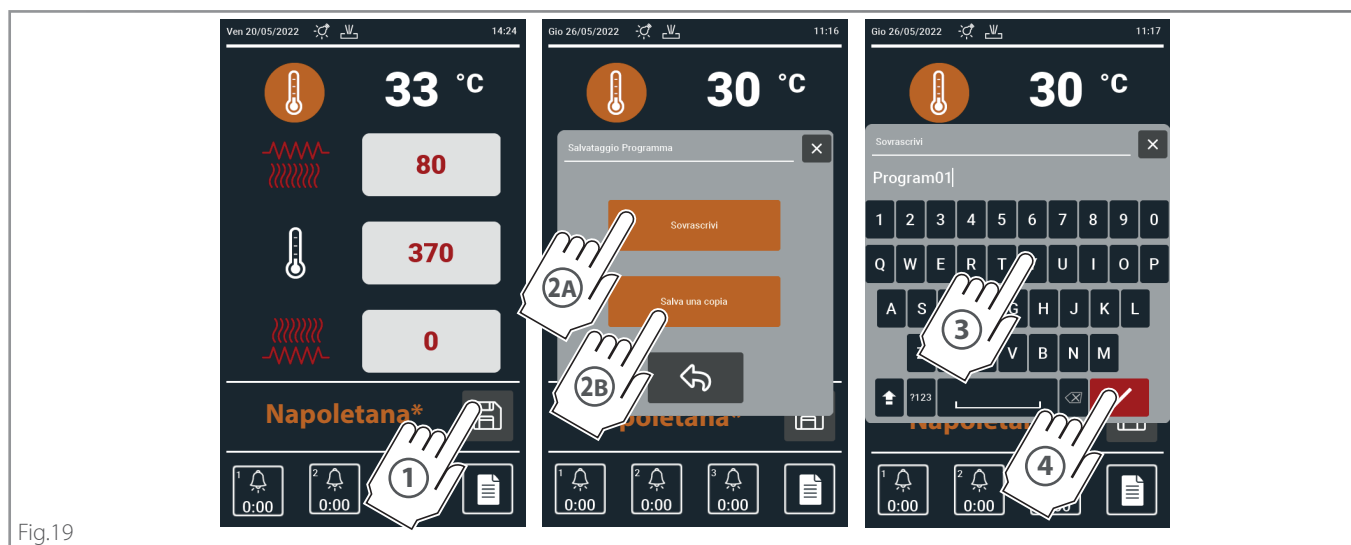 Ven 20/05/2022 14:24
33 °C
80
370
0
Napoletana*
1
1 2
0:00 0:00
Gio 26/05/2022 11:16
30 °C
Salvataggio Programma
Sovrascrivi
2A
Salva una copia
2B
poletana*
1 2 3
0:00 0:00 0:00
Gio 26/05/2022 11:17
30 °C
Sovrascrivi
Program01
1 2 3 4 5 6 7 8 9 0
Q W E R T U I O P
A S G H J K L
3
V B N M
?123
4
1 2
0:00 0:00
Fig.19